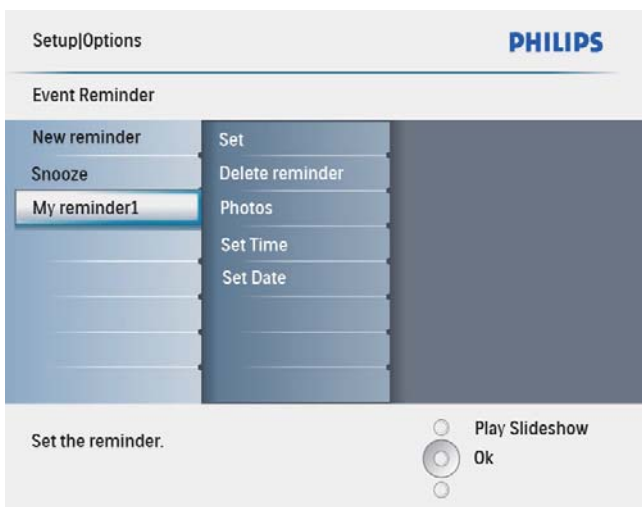 Setup|Options
PHILIPS
Event Reminder
New reminder
Snooze
My reminder1
Set
Delete reminder
Photos
Set Time
Set Date
Set the reminder.
Play Slideshow
Ok